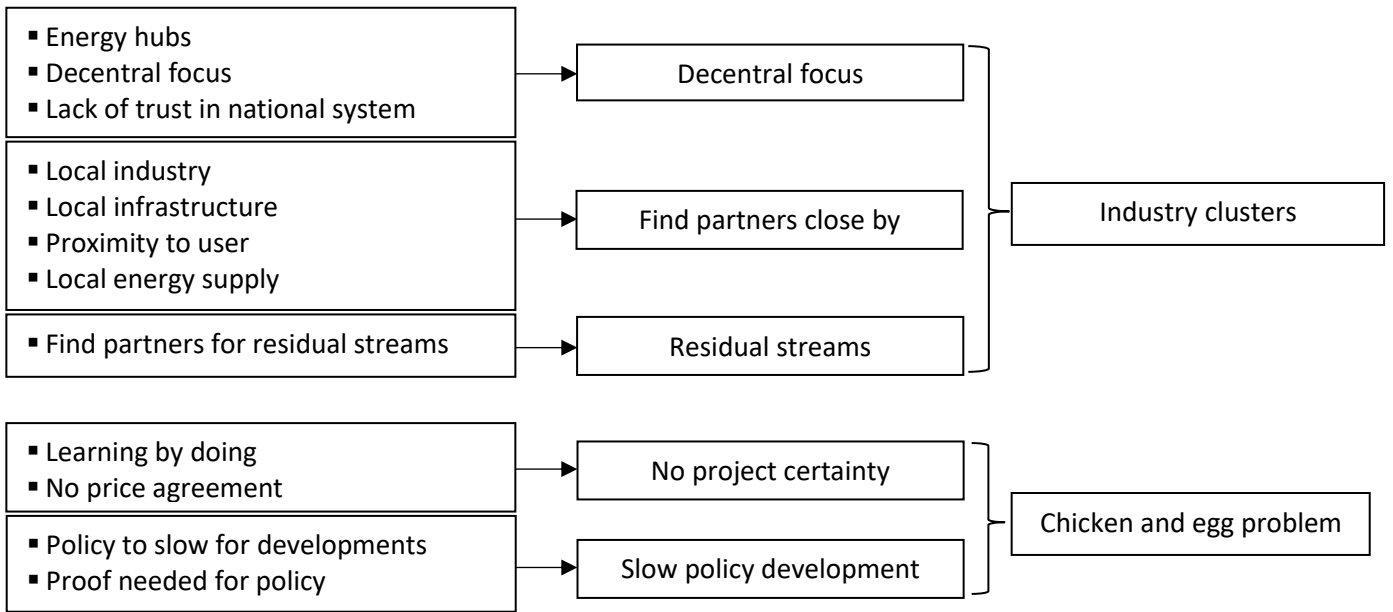 ▪ Energy hubs
▪ Decentral focus
▪ Lack of trust in national system
Decentral focus
▪ Local industry
▪ Local infrastructure
▪ Proximity to user
▪ Local energy supply
Find partners close by
▪ Find partners for residual streams
Residual streams
Industry clusters
▪ Learning by doing
▪ No price agreement
No project certainty
▪ Policy to slow for developments
▪ Proof needed for policy
Slow policy development
Chicken and egg problem